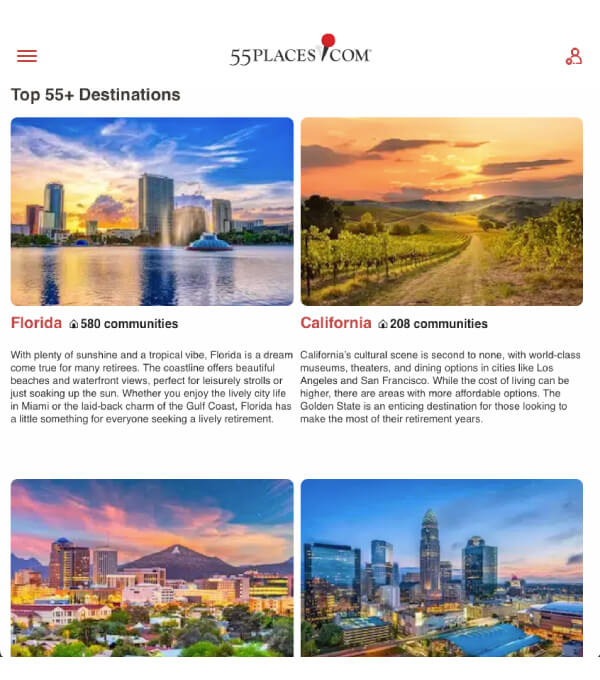 55PLACES COM
Top 55+ Destinations
Florida 580 communities
With plenty of sunshine and a tropical vibe, Florida is a dream
come true for many retirees. The coastline offers beautiful
beaches and waterfront views, perfect for leisurely strolls or
just soaking up the sun. Whether you enjoy the lively city life
in Miami or the laid-back charm of the Gulf Coast, Florida has
a little something for everyone seeking a lively retirement.
California 208 communities
California's cultural scene is second to none, with world-class
museums, theaters, and dining options in cities like Los
Angeles and San Francisco. While the cost of living can be
higher, there are areas with more affordable options. The
Golden State is an enticing destination for those looking to
make the most of their retirement years.